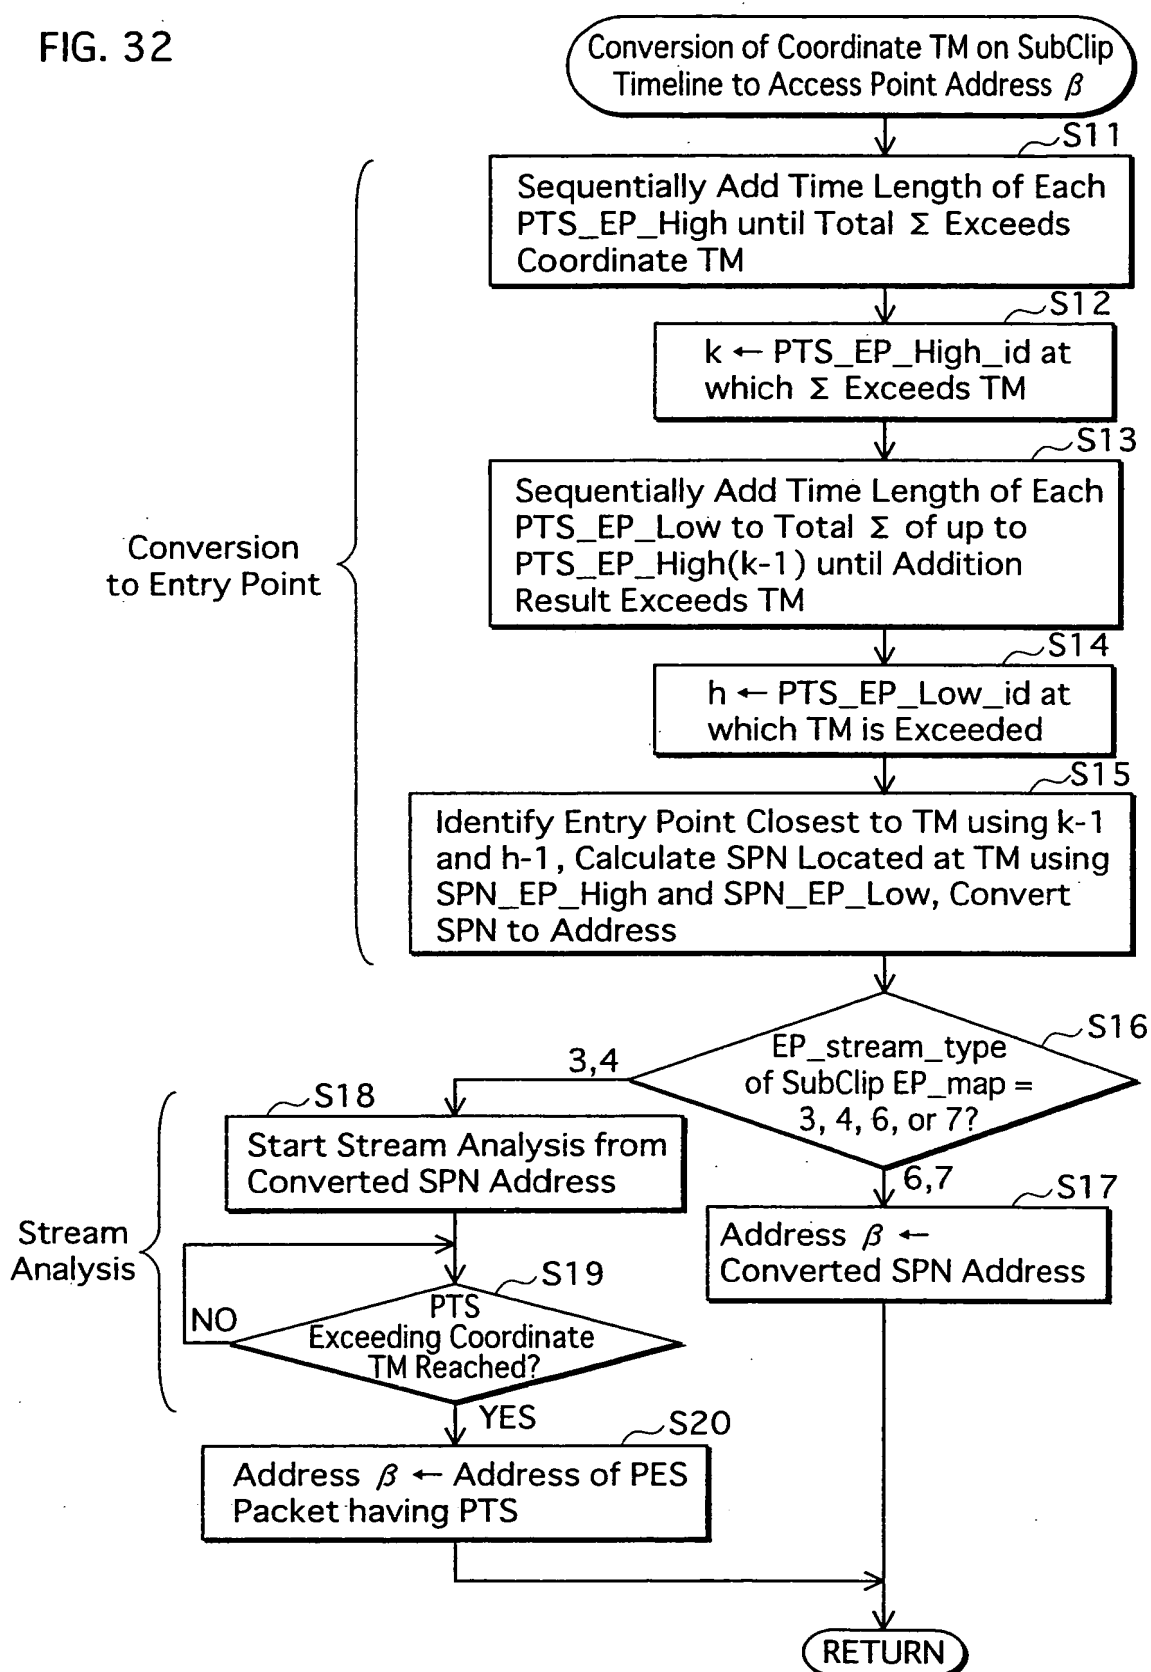 FIG. 32
Conversion of Coordinate TM on SubClip
Timeline to Access Point Address β
S11
Sequentially Add Time Length of Each
PTS_EP_High until Total Σ Exceeds
Coordinate TM
S12
k ← PTS_EP_High_id at
which Σ Exceeds TM
S13
Sequentially Add Time Length of Each
PTS_EP_Low to Total Σ of up to
PTS_EP_High(k-1) until Addition
Result Exceeds TM
Conversion
to Entry Point
S14
h ← PTS_EP_Low_id at
which TM is Exceeded
S15
Identify Entry Point Closest to TM using k-1
and h-1, Calculate SPN Located at TM using
SPN_EP_High and SPN_EP_Low, Convert
SPN to Address
S16
EP_stream_type
of SubClip EP_map =
3, 4, 6, or 7?
3,4
6,7
S18
Start Stream Analysis from
Converted SPN Address
S17
Address β ←
Converted SPN Address
Stream
Analysis
S19
PTS
Exceeding Coordinate
TM Reached?
NO
YES
S20
Address β ← Address of PES
Packet having PTS
RETURN